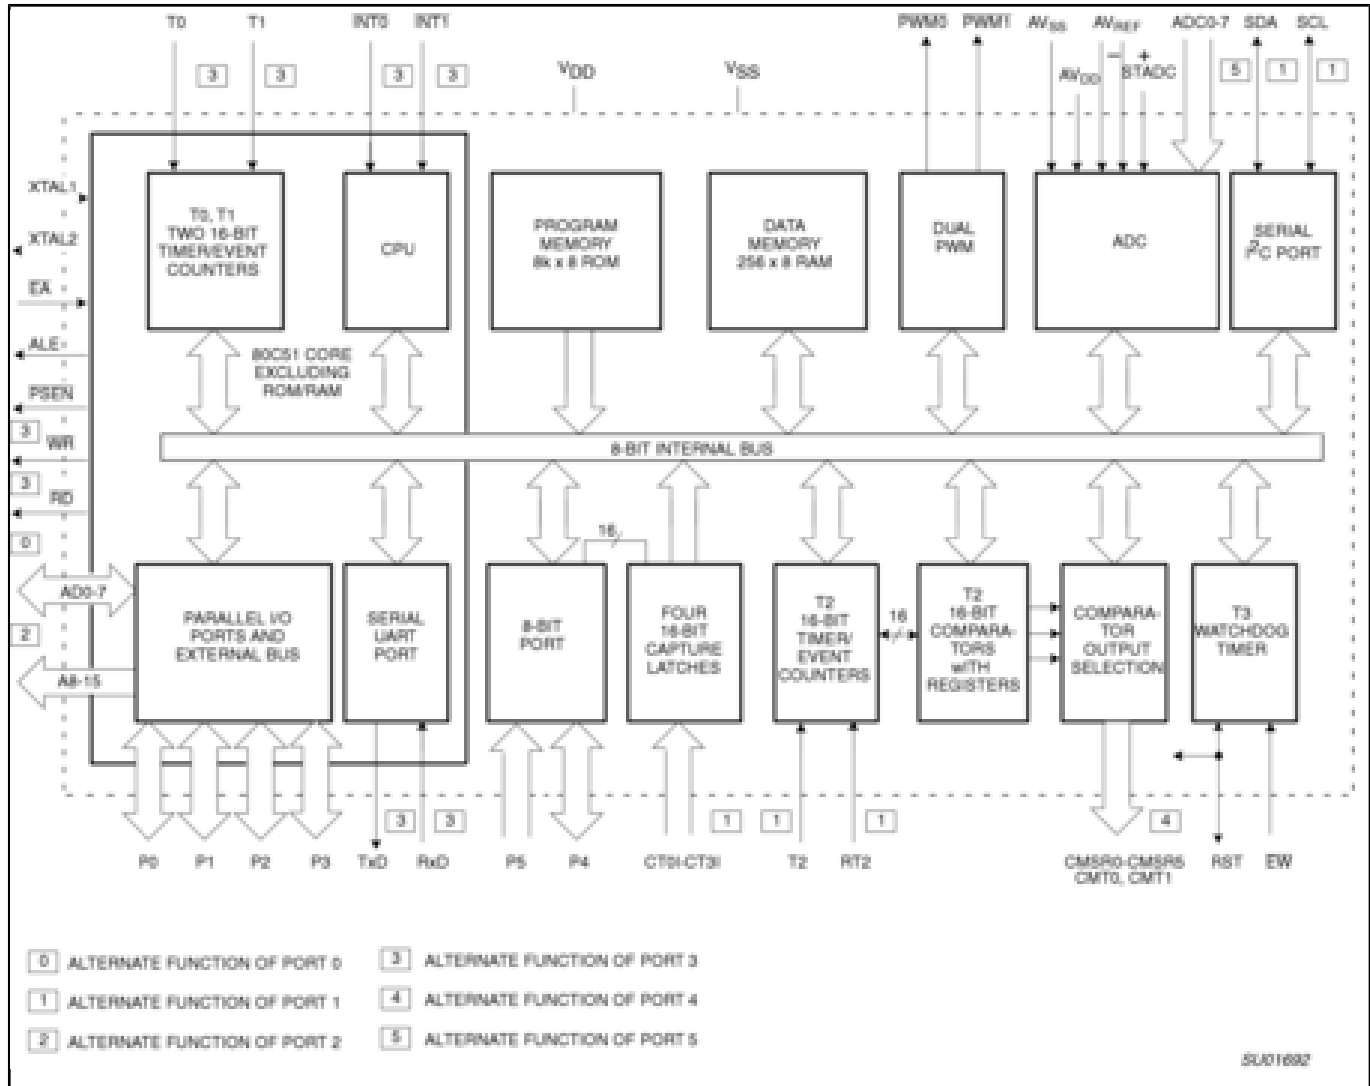 T0 T1 INT0 INT1 PWM0 PWM1 AVSS AVREF ADC0-7 SDA SCL
3 3 3 3 VDD VSS AVDD − + STADC 5 1 1
XTAL1
XTAL2
EA
ALE
PSEN
3 WR
3 RD
0
AD0-7
2
A8-15
T0, T1
TWO 16-BIT
TIMER/EVENT
COUNTERS
CPU
PROGRAM
MEMORY
8k x 8 ROM
DATA
MEMORY
256 x 8 RAM
DUAL
PWM
ADC
SERIAL
I²C PORT
80C51 CORE
EXCLUDING
ROM/RAM
8-BIT INTERNAL BUS
16
16
PARALLEL I/O
PORTS AND
EXTERNAL BUS
SERIAL
UART
PORT
8-BIT
PORT
FOUR
16-BIT
CAPTURE
LATCHES
T2
16-BIT
TIMER/
EVENT
COUNTERS
T2
16-BIT
COMPARA-
TORS
wITH
REGISTERS
COMPARA-
TOR
OUTPUT
SELECTION
T3
WATCHDOG
TIMER
3 3 1 1 1 4
P0 P1 P2 P3 TxD RxD P5 P4 CT0I-CT3I T2 RT2 CMSR0-CMSR5 RST EW
CMT0, CMT1
0 ALTERNATE FUNCTION OF PORT 0
1 ALTERNATE FUNCTION OF PORT 1
2 ALTERNATE FUNCTION OF PORT 2
3 ALTERNATE FUNCTION OF PORT 3
4 ALTERNATE FUNCTION OF PORT 4
5 ALTERNATE FUNCTION OF PORT 5
SU01692